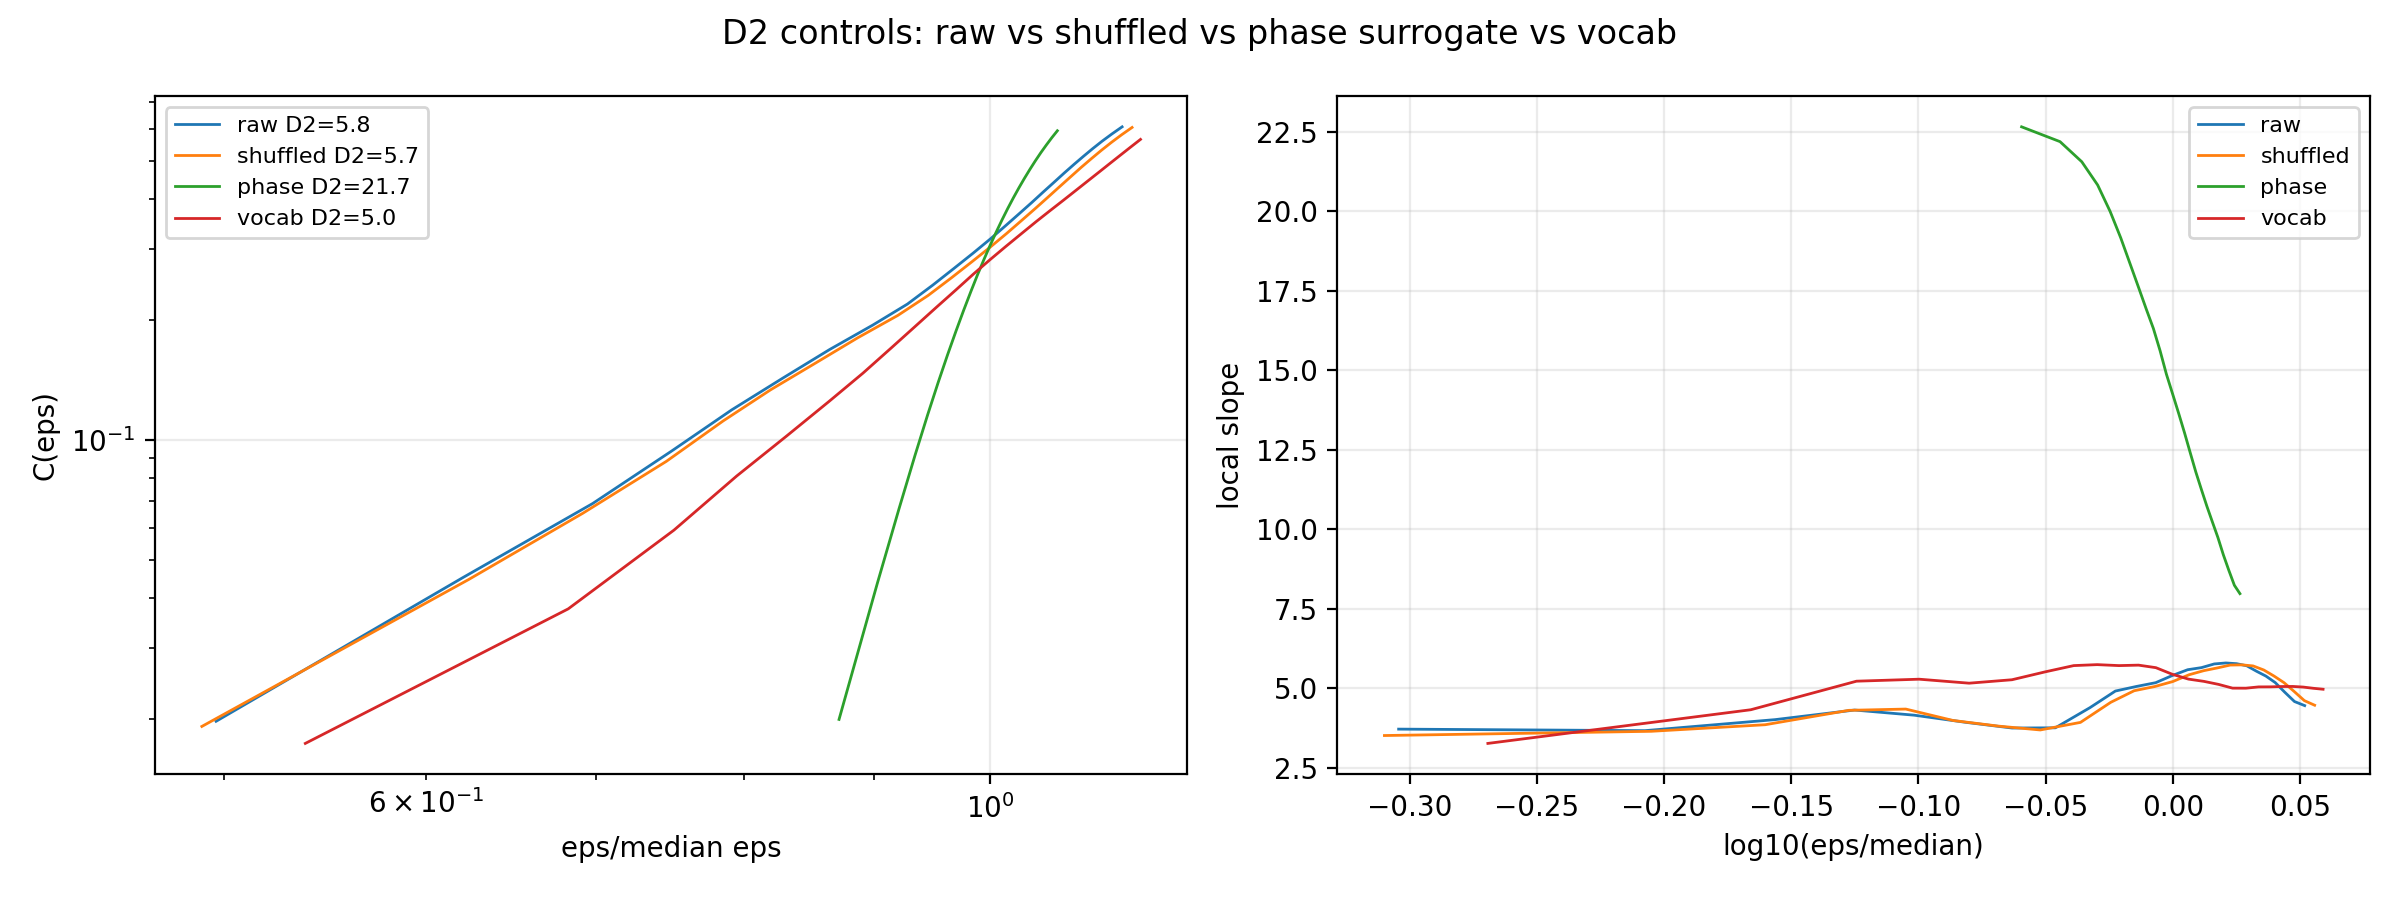 D2 controls: raw vs shuffled vs phase surrogate vs vocab
raw D2=5.8
shuffled D2=5.7
phase D2=21.7
vocab D2=5.0
C(eps)
10⁻¹
6 × 10⁻¹
10⁰
eps/median eps
raw
shuffled
phase
vocab
local slope
22.5
20.0
17.5
15.0
12.5
10.0
7.5
5.0
2.5
−0.30 −0.25 −0.20 −0.15 −0.10 −0.05 0.00 0.05
log10(eps/median)